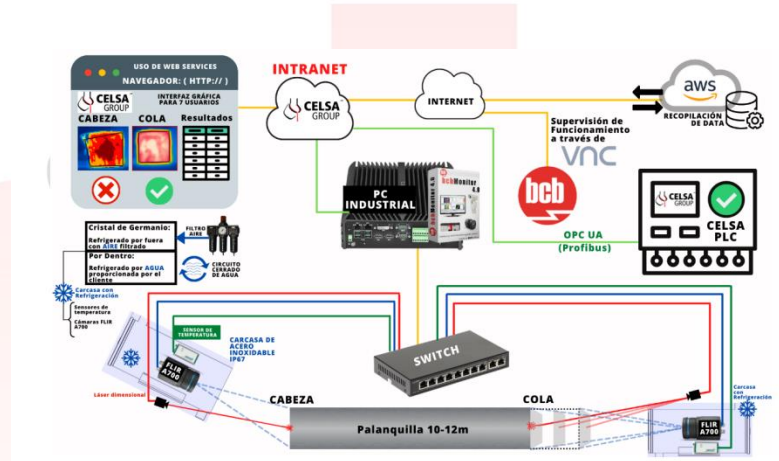 USO DE WEB SERVICES
NAVEGADOR: ( HTTP:// )
CELSA
GROUP
INTERFAZ GRÁFICA
PARA 7 USUARIOS
CABEZA
COLA
Resultados
INTRANET
CELSA
GROUP
INTERNET
aws
RECOPILACIÓN
DE DATA
Supervisión de
Funcionamiento
a través de
VNC
bcb
PC
INDUSTRIAL
bcbMonitor
4.0
OPC UA
(Profibus)
CELSA
GROUP
CELSA
PLC
Cristal de Germanio:
Refrigerado por fuera
con AIRE filtrado
Por Dentro:
Refrigerado por AGUA
proporcionada por el
cliente
FILTRO
AIRE
CIRCUITO
CERRADO
DE AGUA
Carcasa con
Refrigeración
Sensores de
temperatura
Cámaras FLIR
A700
SENSOR DE
TEMPERATURA
CARCASA DE
ACERO
INOXIDABLE
IP67
FLIR
A700
Láser dimensional
SWITCH
CABEZA
COLA
Palanquilla 10-12m
Carcasa
con
Refrigeración
FLIR
A700